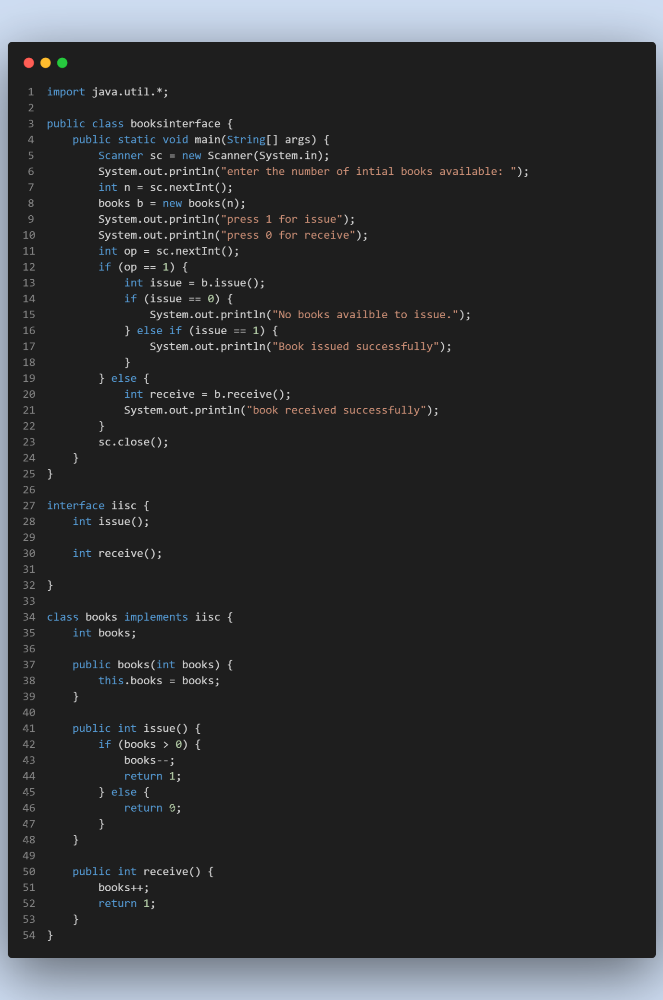 1 import java.util.*;
2
3 public class booksinterface {
4     public static void main(String[] args) {
5         Scanner sc = new Scanner(System.in);
6         System.out.println("enter the number of intial books available: ");
7         int n = sc.nextInt();
8         books b = new books(n);
9         System.out.println("press 1 for issue");
10         System.out.println("press 0 for receive");
11         int op = sc.nextInt();
12         if (op == 1) {
13             int issue = b.issue();
14             if (issue == 0) {
15                 System.out.println("No books availble to issue.");
16             } else if (issue == 1) {
17                 System.out.println("Book issued successfully");
18             }
19         } else {
20             int receive = b.receive();
21             System.out.println("book received successfully");
22         }
23         sc.close();
24     }
25 }
26
27 interface iisc {
28     int issue();
29
30     int receive();
31
32 }
33
34 class books implements iisc {
35     int books;
36
37     public books(int books) {
38         this.books = books;
39     }
40
41     public int issue() {
42         if (books > 0) {
43             books--;
44             return 1;
45         } else {
46             return 0;
47         }
48     }
49
50     public int receive() {
51         books++;
52         return 1;
53     }
54 }